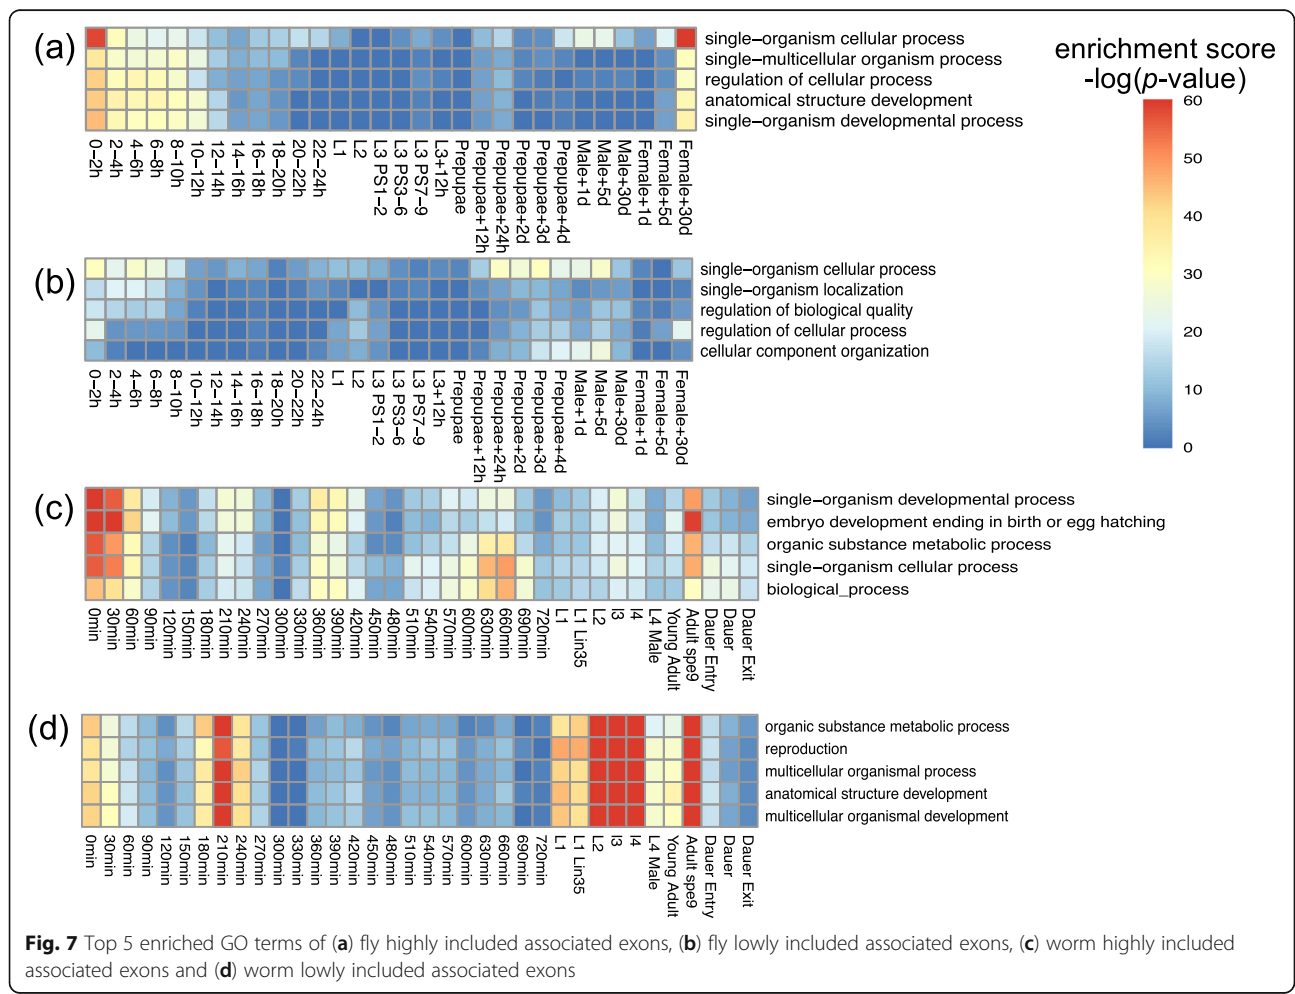 (a)
single−organism cellular process
single−multicellular organism process
regulation of cellular process
anatomical structure development
single−organism developmental process
0−2h
2−4h
4−6h
6−8h
8−10h
10−12h
12−14h
14−16h
16−18h
18−20h
20−22h
22−24h
L1
L2
L3 PS1−2
L3 PS3−6
L3 PS7−9
L3+12h
Prepupae
Prepupae+12h
Prepupae+24h
Prepupae+2d
Prepupae+3d
Prepupae+4d
Male+1d
Male+5d
Male+30d
Female+1d
Female+5d
Female+30d
enrichment score
-log(p-value)
60
50
40
30
20
10
0
(b)
single−organism cellular process
single−organism localization
regulation of biological quality
regulation of cellular process
cellular component organization
0−2h
2−4h
4−6h
6−8h
8−10h
10−12h
12−14h
14−16h
16−18h
18−20h
20−22h
22−24h
L1
L2
L3 PS1−2
L3 PS3−6
L3 PS7−9
L3+12h
Prepupae
Prepupae+12h
Prepupae+24h
Prepupae+2d
Prepupae+3d
Prepupae+4d
Male+1d
Male+5d
Male+30d
Female+1d
Female+5d
Female+30d
(c)
single−organism developmental process
embryo development ending in birth or egg hatching
organic substance metabolic process
single−organism cellular process
biological_process
0min
30min
60min
90min
120min
150min
180min
210min
240min
270min
300min
330min
360min
390min
420min
450min
480min
510min
540min
570min
600min
630min
660min
690min
720min
L1
L1 Lin35
L2
l3
l4
L4 Male
Young Adult
Adult spe9
Dauer Entry
Dauer
Dauer Exit
(d)
organic substance metabolic process
reproduction
multicellular organismal process
anatomical structure development
multicellular organismal development
0min
30min
60min
90min
120min
150min
180min
210min
240min
270min
300min
330min
360min
390min
420min
450min
480min
510min
540min
570min
600min
630min
660min
690min
720min
L1
L1 Lin35
L2
l3
l4
L4 Male
Young Adult
Adult spe9
Dauer Entry
Dauer
Dauer Exit
Fig. 7 Top 5 enriched GO terms of (a) fly highly included associated exons, (b) fly lowly included associated exons, (c) worm highly included
associated exons and (d) worm lowly included associated exons